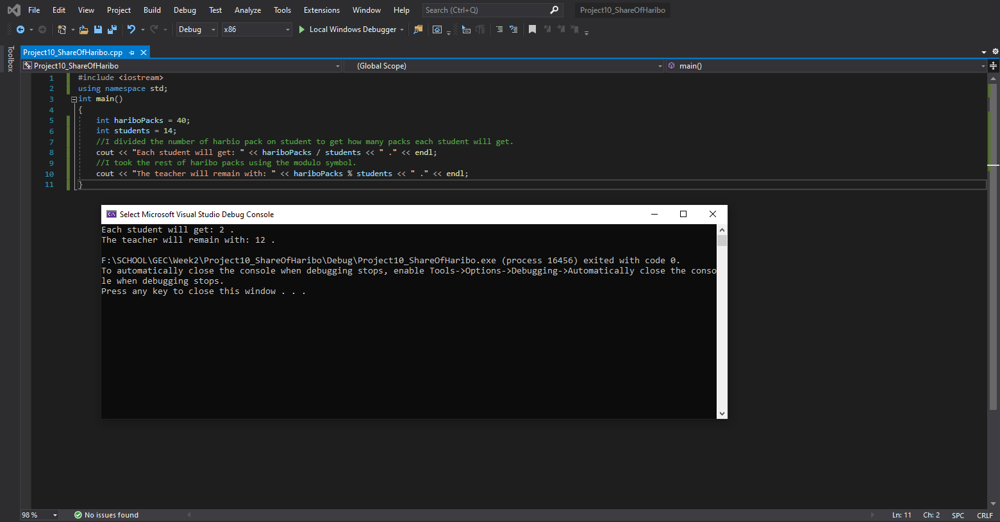 File Edit View Project Build Debug Test Analyze Tools Extensions Window Help Search (Ctrl+Q) Project10_ShareOfHaribo
Debug x86 Local Windows Debugger
Toolbox
Project10_ShareOfHaribo.cpp
Project10_ShareOfHaribo (Global Scope) main()
1 #include <iostream>
2 using namespace std;
3 int main()
4 {
5 int hariboPacks = 40;
6 int students = 14;
7 //I divided the number of harbio pack on student to get how many packs each student will get.
8 cout << "Each student will get: " << hariboPacks / students << " ." << endl;
9 //I took the rest of haribo packs using the modulo symbol.
10 cout << "The teacher will remain with: " << hariboPacks % students << " ." << endl;
11 }
C:\ Select Microsoft Visual Studio Debug Console
Each student will get: 2 .
The teacher will remain with: 12 .
F:\SCHOOL\GEC\Week2\Project10_ShareOfHaribo\Debug\Project10_ShareOfHaribo.exe (process 16456) exited with code 0.
To automatically close the console when debugging stops, enable Tools->Options->Debugging->Automatically close the conso
le when debugging stops.
Press any key to close this window . . .
98 % No issues found Ln: 11 Ch: 2 SPC CRLF